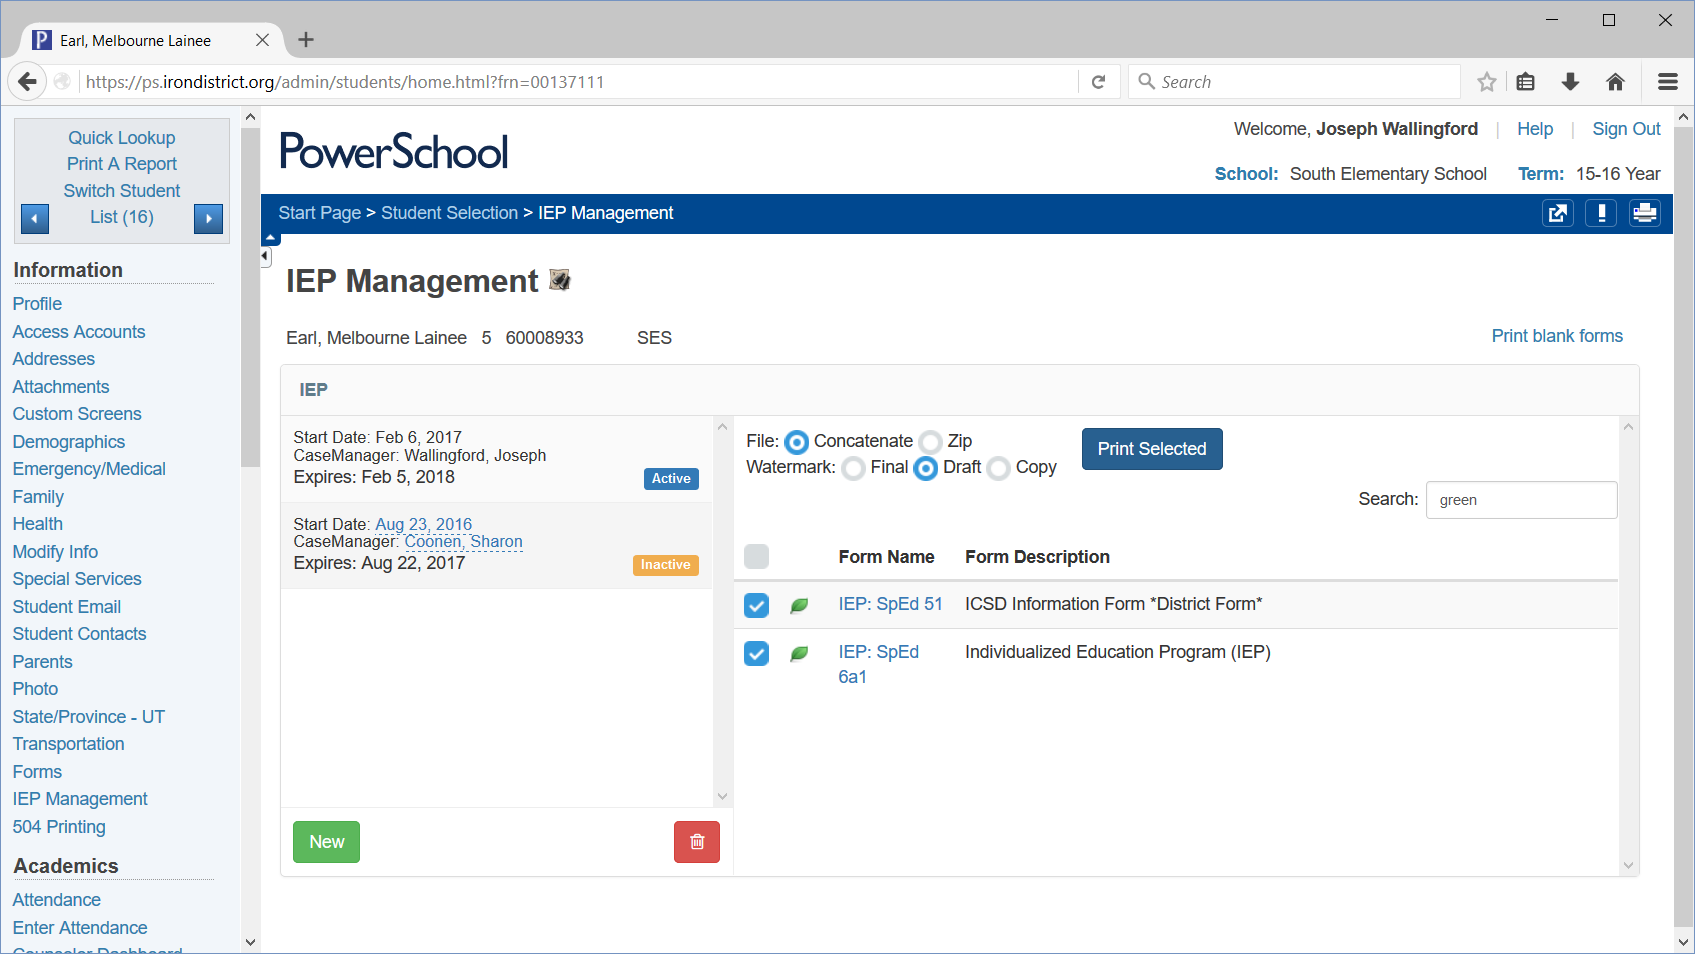 Earl, Melbourne Lainee
https://ps.irondistrict.org/admin/students/home.html?frn=00137111
Search
Quick Lookup
Print A Report
Switch Student
List (16)
Information
Profile
Access Accounts
Addresses
Attachments
Custom Screens
Demographics
Emergency/Medical
Family
Health
Modify Info
Special Services
Student Email
Student Contacts
Parents
Photo
State/Province - UT
Transportation
Forms
IEP Management
504 Printing
Academics
Attendance
Enter Attendance
Counselor Dashboard
PowerSchool
Welcome, Joseph Wallingford | Help | Sign Out
School: South Elementary School Term: 15-16 Year
Start Page > Student Selection > IEP Management
IEP Management
Earl, Melbourne Lainee 5 60008933 SES
Print blank forms
IEP
Start Date: Feb 6, 2017
CaseManager: Wallingford, Joseph
Expires: Feb 5, 2018
Active
Start Date: Aug 23, 2016
CaseManager: Coonen, Sharon
Expires: Aug 22, 2017
Inactive
New
File: Concatenate Zip
Watermark: Final Draft Copy
Print Selected
Search: green
Form Name Form Description
IEP: SpEd 51 ICSD Information Form *District Form*
IEP: SpEd Individualized Education Program (IEP)
6a1